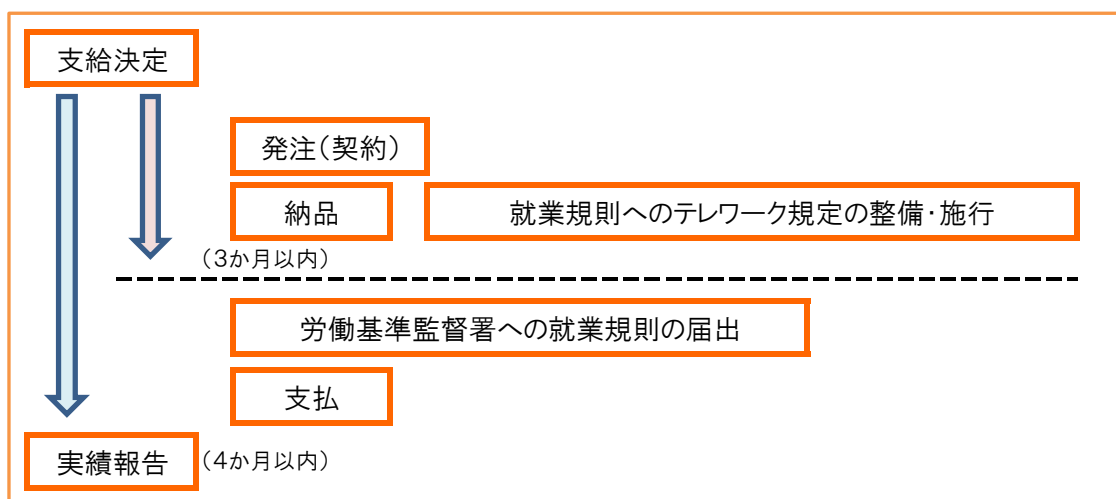 支給決定
発注（契約）
納品
就業規則へのテレワーク規定の整備・施行
（3か月以内）
労働基準監督署への就業規則の届出
支払
実績報告
（4か月以内）